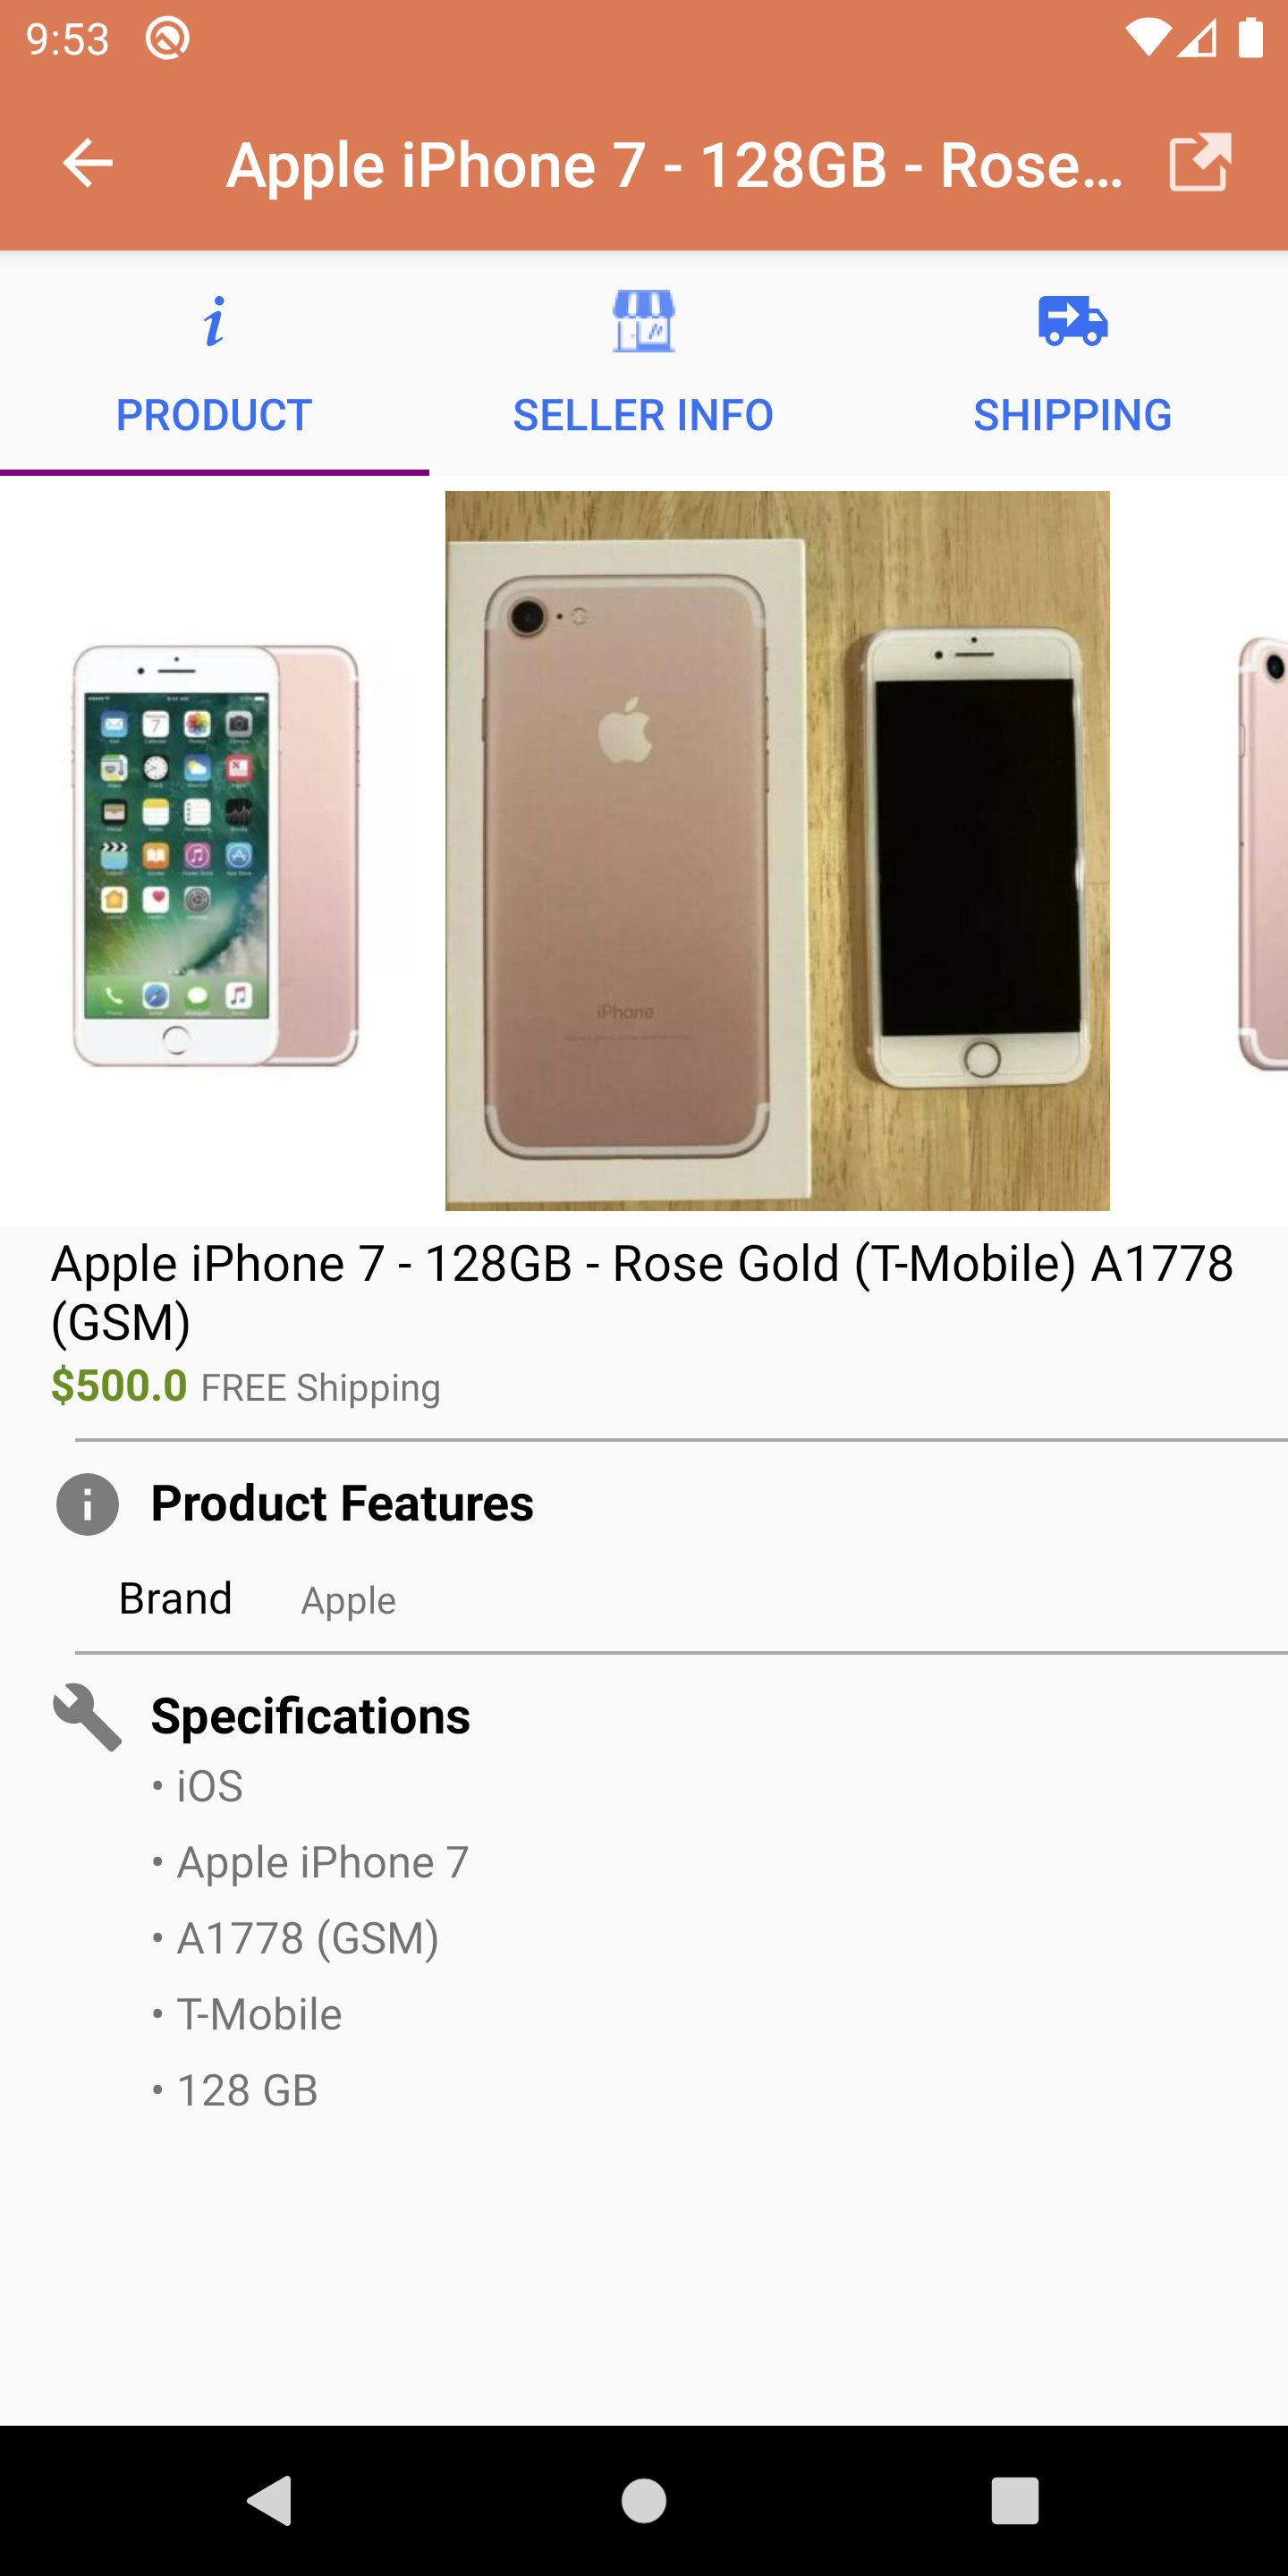 9:53
Apple iPhone 7 - 128GB - Rose...
PRODUCT
SELLER INFO
SHIPPING
iPhone
Apple iPhone 7 - 128GB - Rose Gold (T-Mobile) A1778
(GSM)
$500.0 FREE Shipping
Product Features
Brand Apple
Specifications
• iOS
• Apple iPhone 7
• A1778 (GSM)
• T-Mobile
• 128 GB